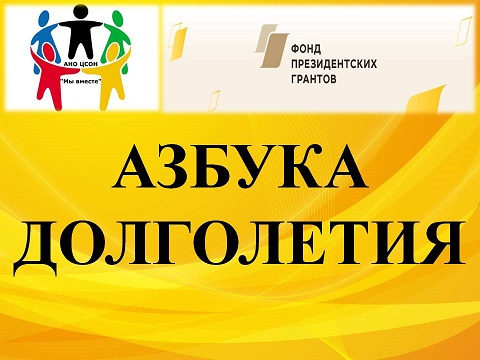 АНО ЦСОН
"Мы вместе"
ФОНД
ПРЕЗИДЕНТСКИХ
ГРАНТОВ
АЗБУКА
ДОЛГОЛЕТИЯ